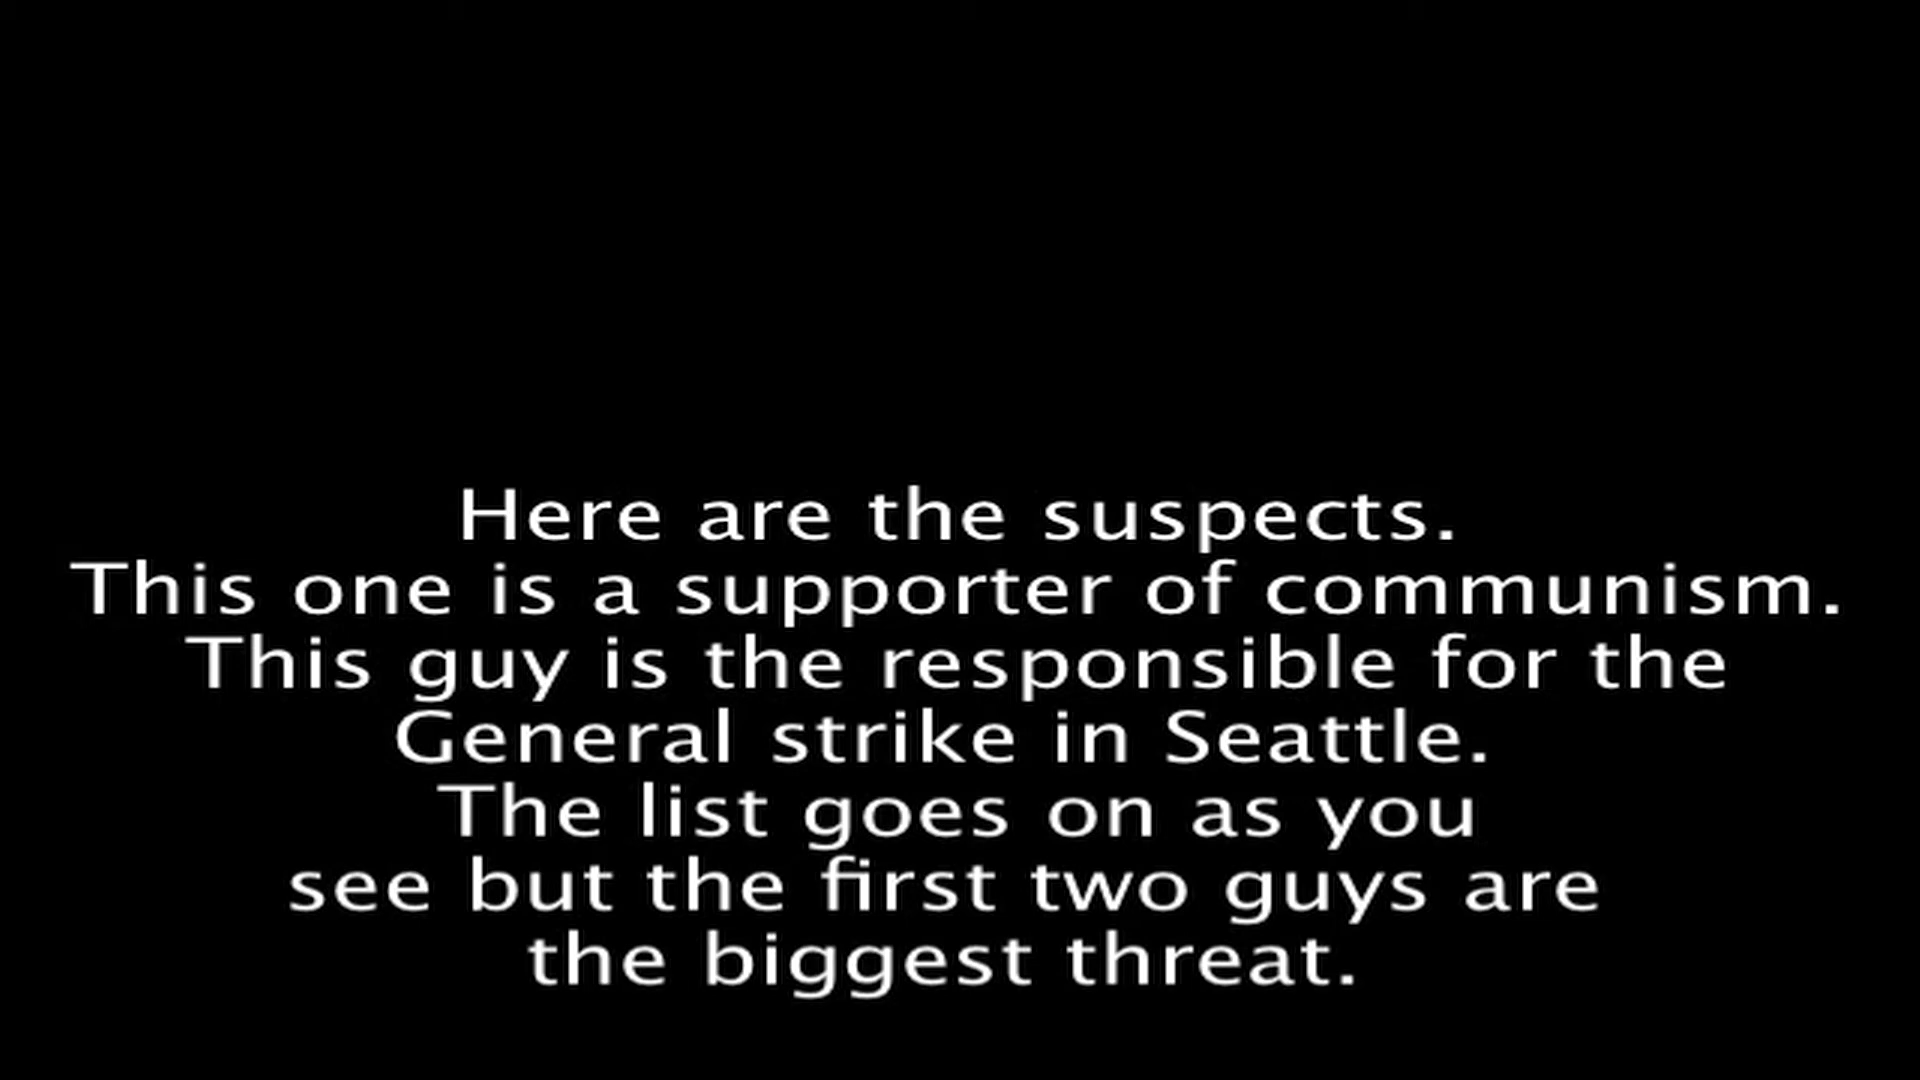 Here are the suspects.
This one is a supporter of communism.
This guy is the responsible for the
General strike in Seattle.
The list goes on as you
see but the first two guys are
the biggest threat.